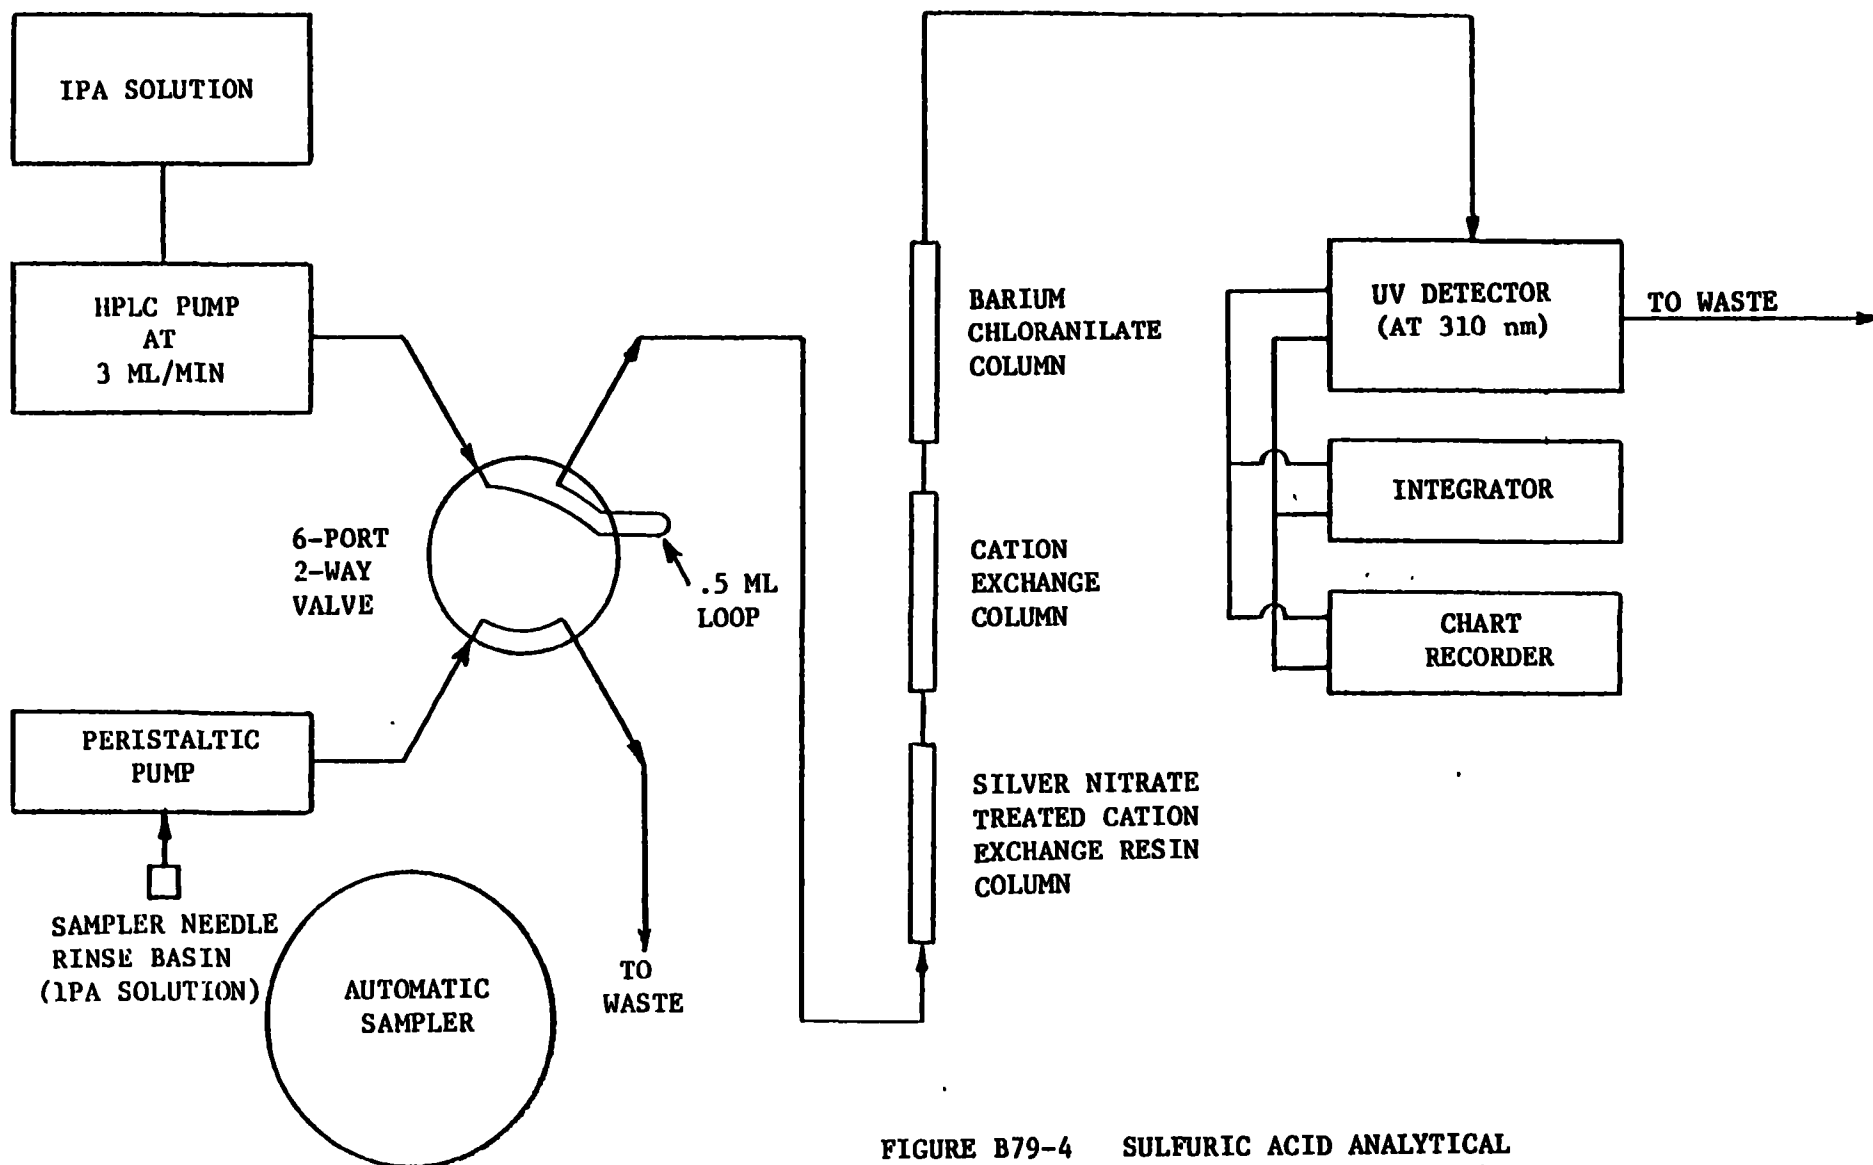 IPA SOLUTION
HPLC PUMP
AT
3 ML/MIN
6-PORT
2-WAY
VALVE
.5 ML
LOOP
PERISTALTIC
PUMP
SAMPLER NEEDLE
RINSE BASIN
(IPA SOLUTION)
AUTOMATIC
SAMPLER
TO
WASTE
BARIUM
CHLORANILATE
COLUMN
CATION
EXCHANGE
COLUMN
SILVER NITRATE
TREATED CATION
EXCHANGE RESIN
COLUMN
UV DETECTOR
(AT 310 nm)
TO WASTE
INTEGRATOR
CHART
RECORDER
FIGURE B79-4 SULFURIC ACID ANALYTICAL